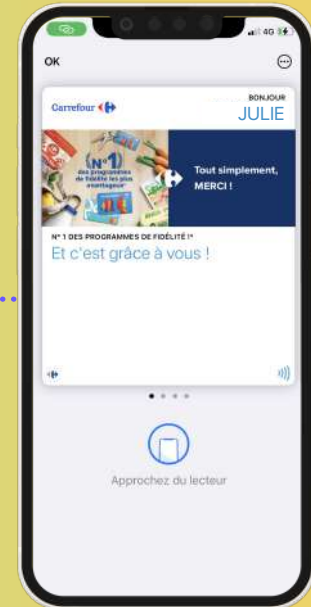 4G
OK
BONJOUR
Carrefour
JULIE
N°1
des programmes
de fidélité les plus
avantageux*
Tout simplement,
MERCI !
N° 1 DES PROGRAMMES DE FIDÉLITÉ !*
Et c'est grâce à vous !
Approchez du lecteur